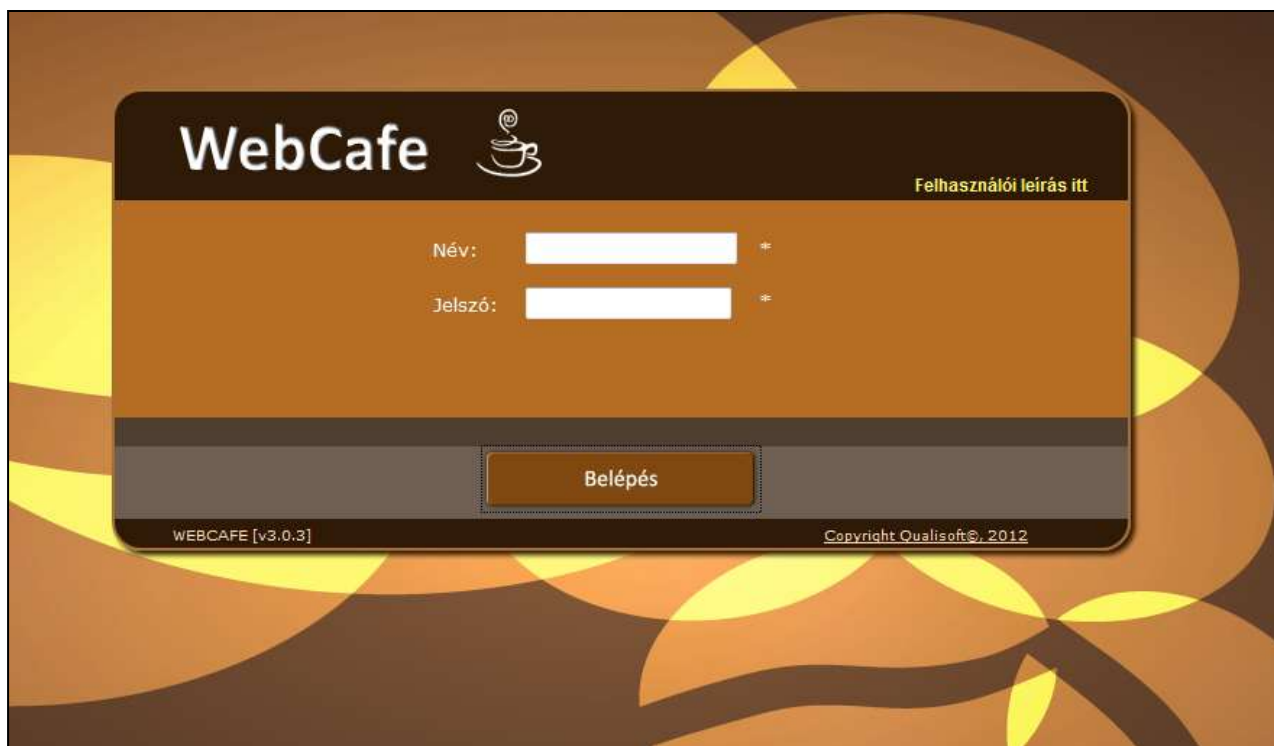 WebCafe
Felhasználói leírás itt
Név: *
Jelszó: *
Belépés
WEBCAFE [v3.0.3]
Copyright Qualisoft©, 2012